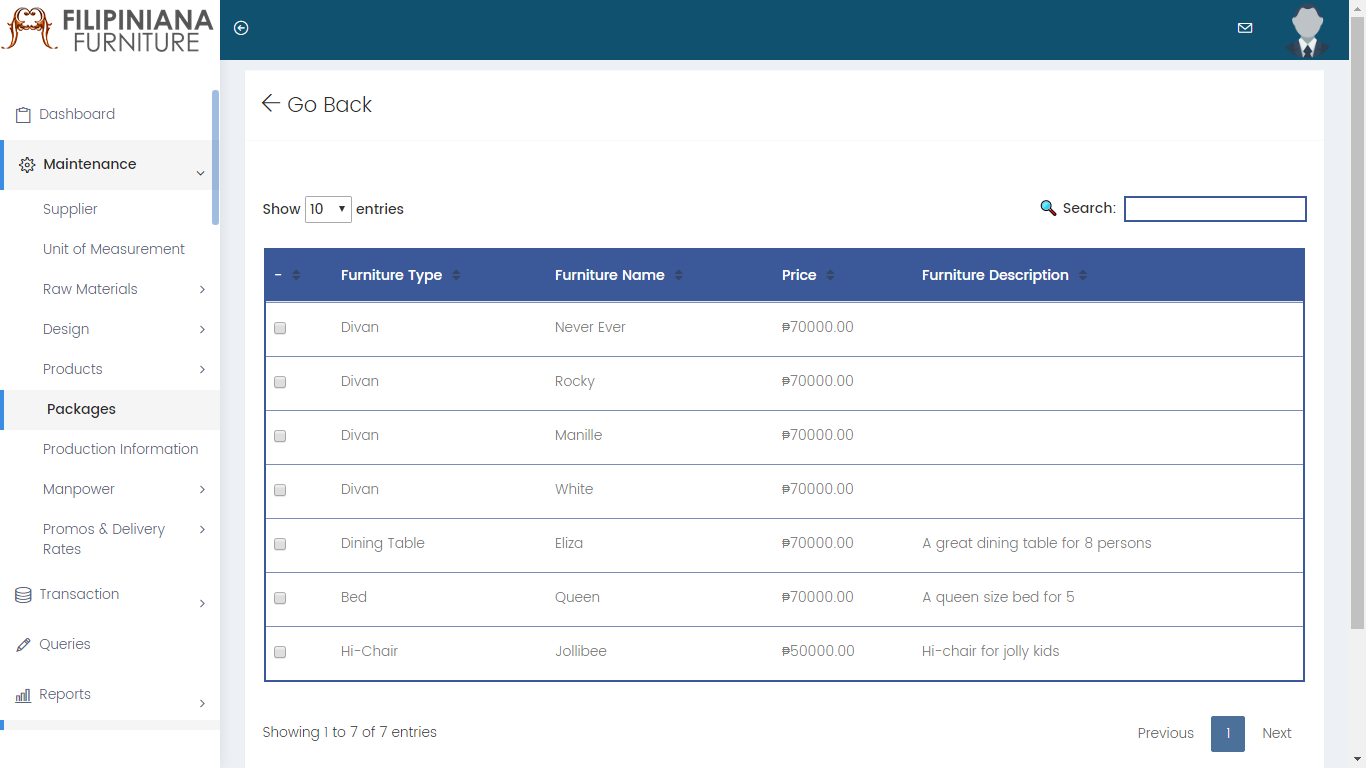 FILIPINIANA
FURNITURE
Dashboard
Maintenance
Supplier
Unit of Measurement
Raw Materials
Design
Products
Packages
Production Information
Manpower
Promos & Delivery
Rates
Transaction
Queries
Reports
Go Back
Show 10 entries
Search:
- Furniture Type Furniture Name Price Furniture Description
Divan Never Ever ₱70000.00
Divan Rocky ₱70000.00
Divan Manille ₱70000.00
Divan White ₱70000.00
Dining Table Eliza ₱70000.00 A great dining table for 8 persons
Bed Queen ₱70000.00 A queen size bed for 5
Hi-Chair Jollibee ₱50000.00 Hi-chair for jolly kids
Showing 1 to 7 of 7 entries
Previous 1 Next